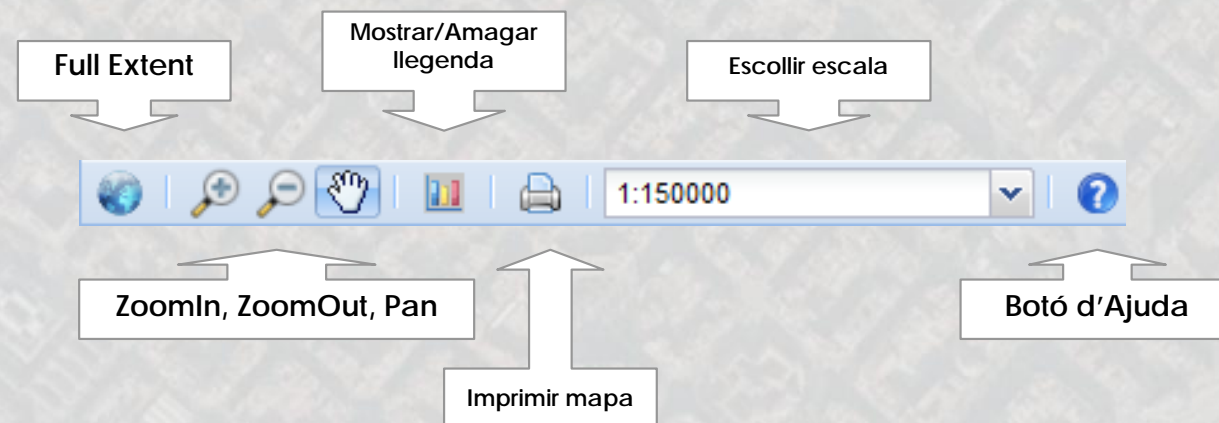 Full Extent
Mostrar/Amagar
llegenda
Escollir escala
1:150000
ZoomIn, ZoomOut, Pan
Botó d’Ajuda
Imprimir mapa